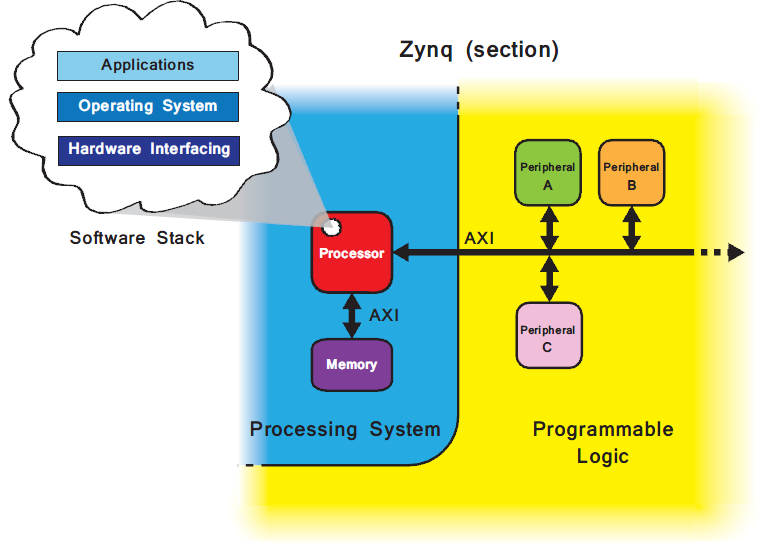 Zynq (section)
Applications
Operating System
Hardware Interfacing
Software Stack
Peripheral
A
Peripheral
B
AXI
Processor
AXI
Peripheral
C
Memory
Processing System
Programmable
Logic